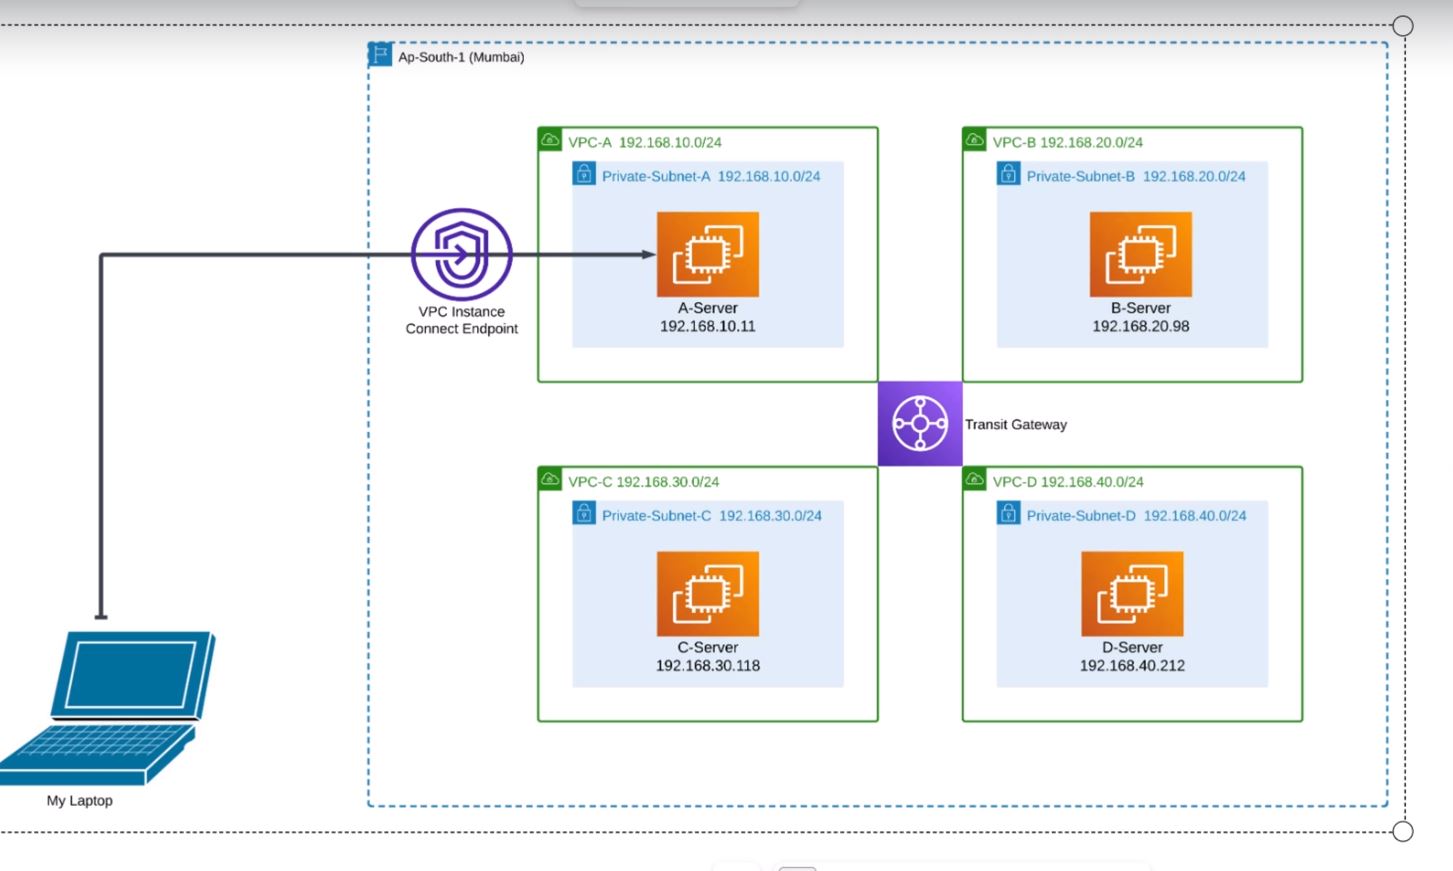 Ap-South-1 (Mumbai)
VPC-A 192.168.10.0/24
Private-Subnet-A 192.168.10.0/24
A-Server
192.168.10.11
VPC-B 192.168.20.0/24
Private-Subnet-B 192.168.20.0/24
B-Server
192.168.20.98
VPC Instance
Connect Endpoint
Transit Gateway
VPC-C 192.168.30.0/24
Private-Subnet-C 192.168.30.0/24
C-Server
192.168.30.118
VPC-D 192.168.40.0/24
Private-Subnet-D 192.168.40.0/24
D-Server
192.168.40.212
My Laptop